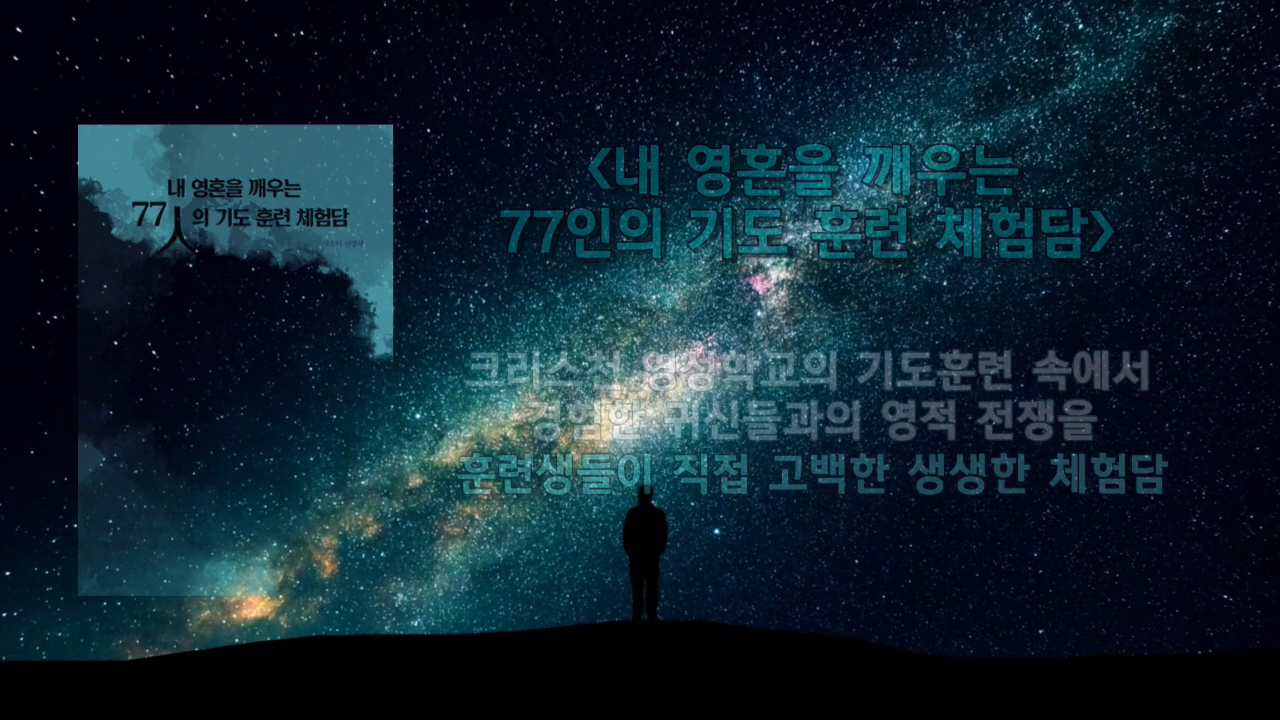 내 영혼을 깨우는
77인의 기도 훈련 체험담
<내 영혼을 깨우는
77인의 기도 훈련 체험담>
크리스천 영성학교의 기도훈련 속에서
경험한 귀신들과의 영적 전쟁을
훈련생들이 직접 고백한 생생한 체험담